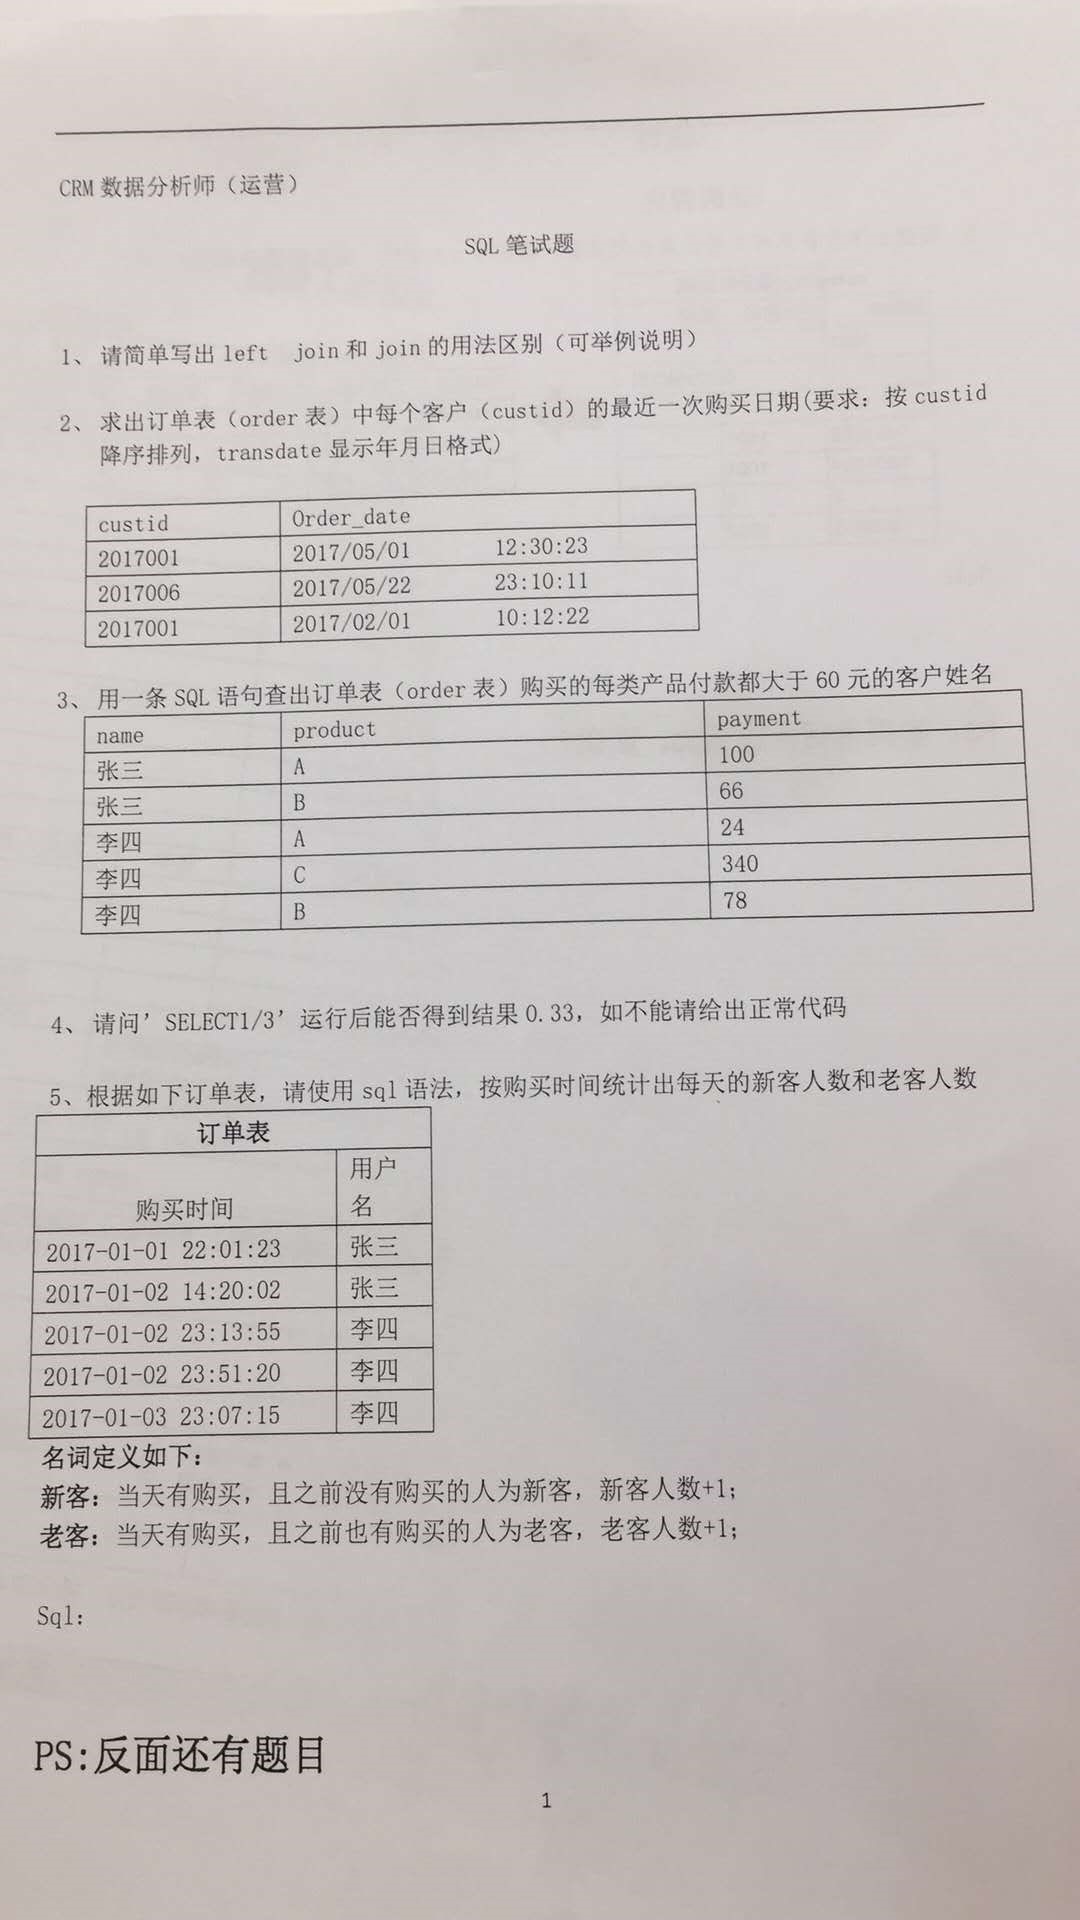 CRM 数据分析师（运营）
SQL 笔试题
1、请简单写出 left  join 和 join 的用法区别（可举例说明）
2、求出订单表（order 表）中每个客户（custid）的最近一次购买日期(要求：按 custid
降序排列，transdate 显示年月日格式)
custid Order_date
2017001 2017/05/01 12:30:23
2017006 2017/05/22 23:10:11
2017001 2017/02/01 10:12:22
3、用一条 SQL 语句查出订单表（order 表）购买的每类产品付款都大于 60 元的客户姓名
name product payment
张三 A 100
张三 B 66
李四 A 24
李四 C 340
李四 B 78
4、请问’ SELECT1/3’ 运行后能否得到结果 0.33，如不能请给出正常代码
5、根据如下订单表，请使用 sql 语法，按购买时间统计出每天的新客人数和老客人数
订单表
用户
购买时间 名
2017-01-01 22:01:23 张三
2017-01-02 14:20:02 张三
2017-01-02 23:13:55 李四
2017-01-02 23:51:20 李四
2017-01-03 23:07:15 李四
名词定义如下：
新客：当天有购买，且之前没有购买的人为新客，新客人数+1；
老客：当天有购买，且之前也有购买的人为老客，老客人数+1；
Sql：
PS:反面还有题目
1